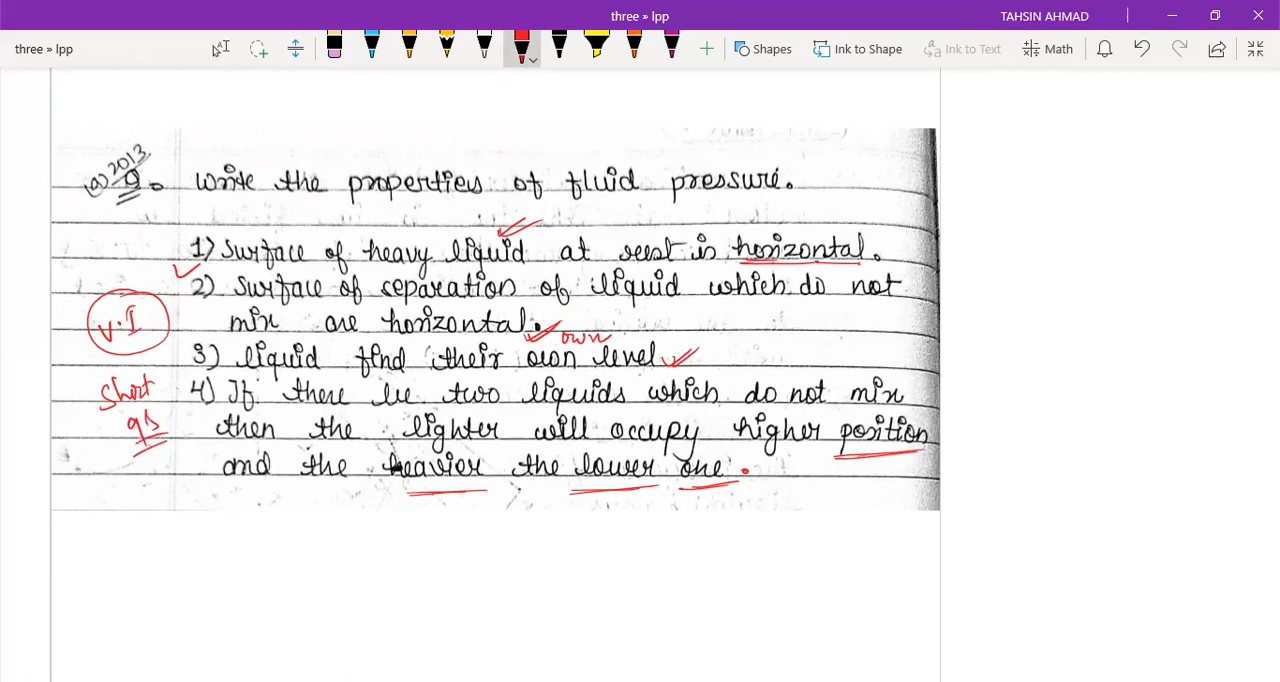 three » lpp
TAHSIN AHMAD
three » lpp
Shapes
Ink to Shape
Ink to Text
Math
(a) 2013
9. Write the properties of fluid pressure.
1) Surface of heavy liquid at rest is horizontal.
2) Surface of separation of liquid which do not
mix are horizontal.
own
3) liquid find their own level
4) If there be two liquids which do not mix
then the lighter will occupy higher position
and the heavier the lower one.
V.I
Short
qs